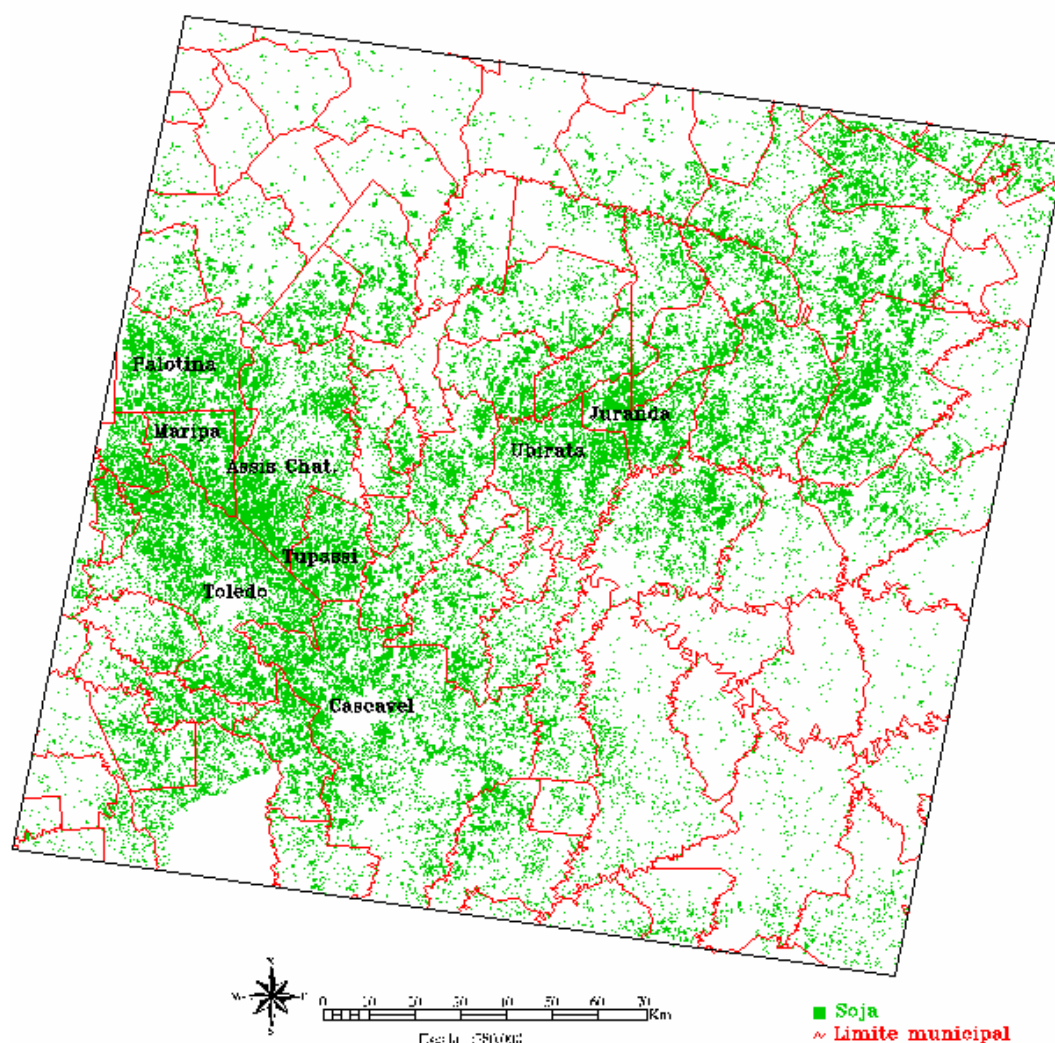 Palotina
Maripa
Juranda
Ubirata
Assis Chat.
Tupassi
Toledo
Cascavel
N
W
S
0 10 20 30 40 50 60 70
Km
Soja
Limite municipal